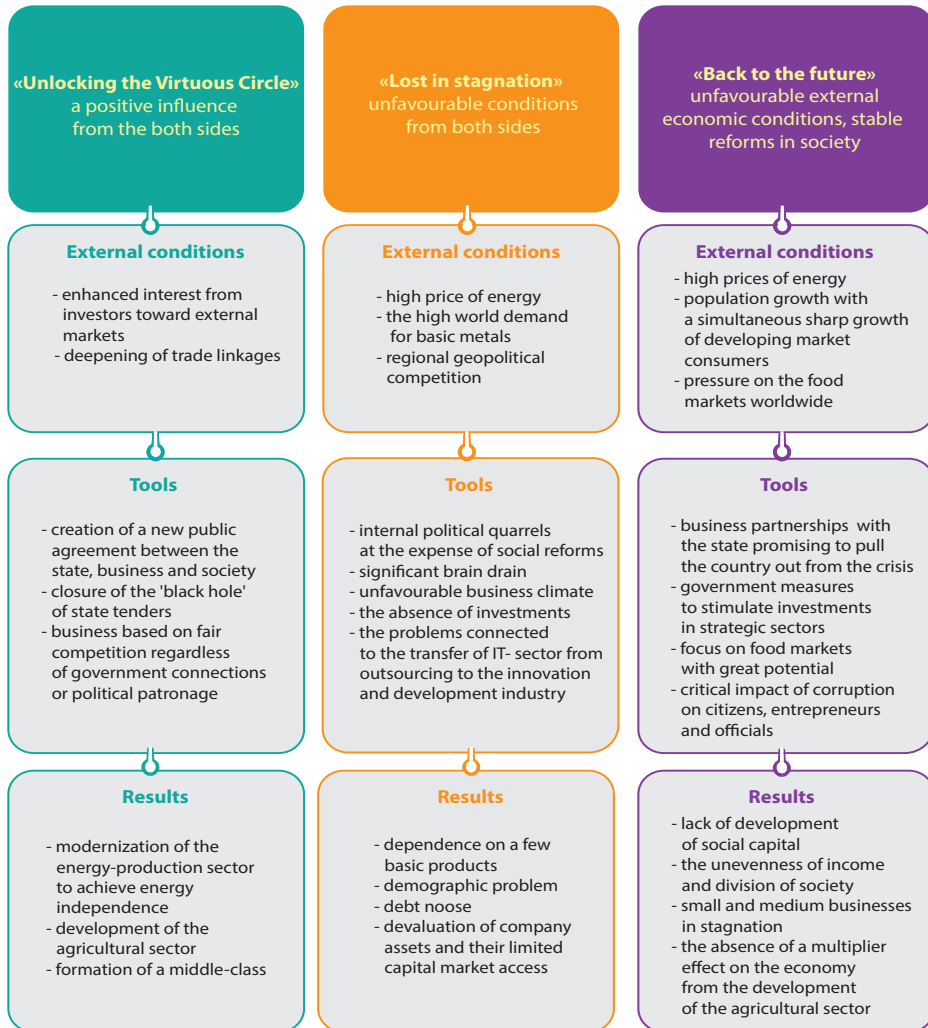 «Unlocking the Virtuous Circle»
a positive influence
from the both sides
External conditions
- enhanced interest from
investors toward external
markets
- deepening of trade linkages
Tools
- creation of a new public
agreement between the
state, business and society
- closure of the 'black hole'
of state tenders
- business based on fair
competition regardless
of government connections
or political patronage
Results
- modernization of the
energy-production sector
to achieve energy
independence
- development of the
agricultural sector
- formation of a middle-class
«Lost in stagnation»
unfavourable conditions
from both sides
External conditions
- high price of energy
- the high world demand
for basic metals
- regional geopolitical
competition
Tools
- internal political quarrels
at the expense of social reforms
- significant brain drain
- unfavourable business climate
- the absence of investments
- the problems connected
to the transfer of IT- sector from
outsourcing to the innovation
and development industry
Results
- dependence on a few
basic products
- demographic problem
- debt noose
- devaluation of company
assets and their limited
capital market access
«Back to the future»
unfavourable external
economic conditions, stable
reforms in society
External conditions
- high prices of energy
- population growth with
a simultaneous sharp growth
of developing market
consumers
- pressure on the food
markets worldwide
Tools
- business partnerships with
the state promising to pull
the country out from the crisis
- government measures
to stimulate investments
in strategic sectors
- focus on food markets
with great potential
- critical impact of corruption
on citizens, entrepreneurs
and officials
Results
- lack of development
of social capital
- the unevenness of income
and division of society
- small and medium businesses
in stagnation
- the absence of a multiplier
effect on the economy
from the development
of the agricultural sector